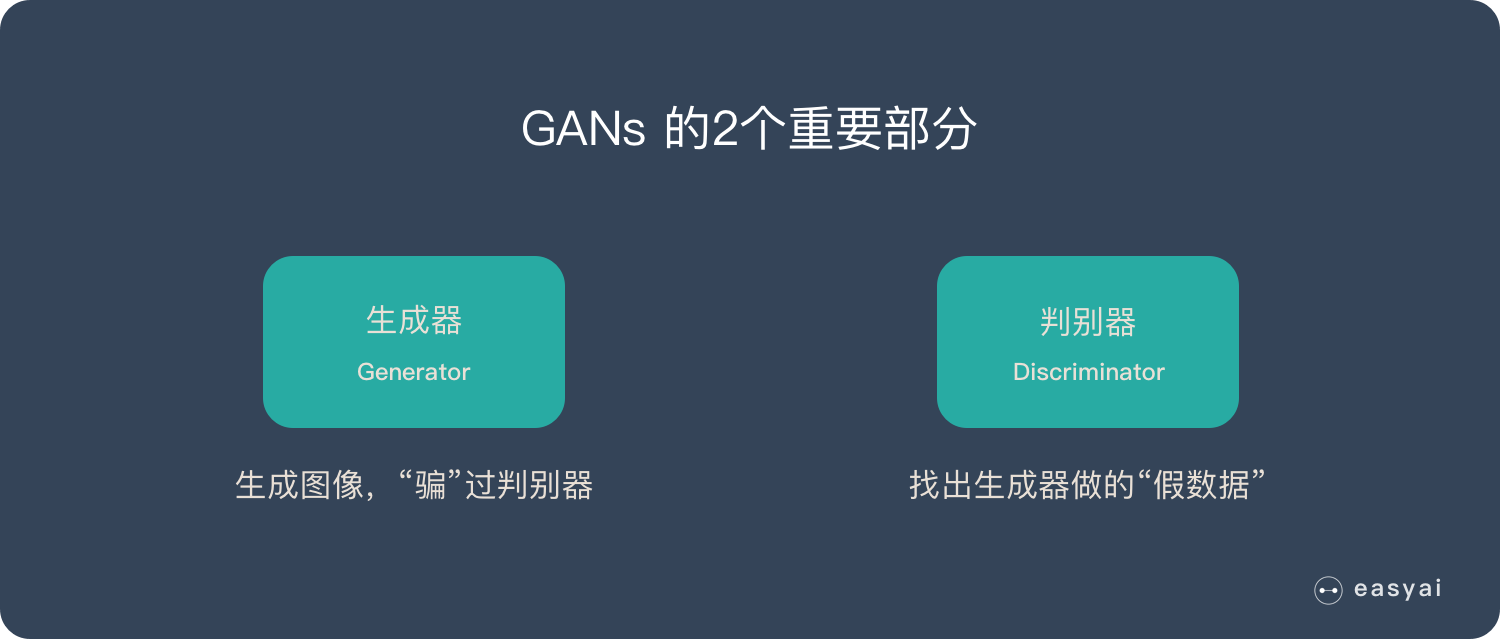 GANs 的2个重要部分
生成器
Generator
生成图像，“骗”过判别器
判别器
Discriminator
找出生成器做的“假数据”
easyai